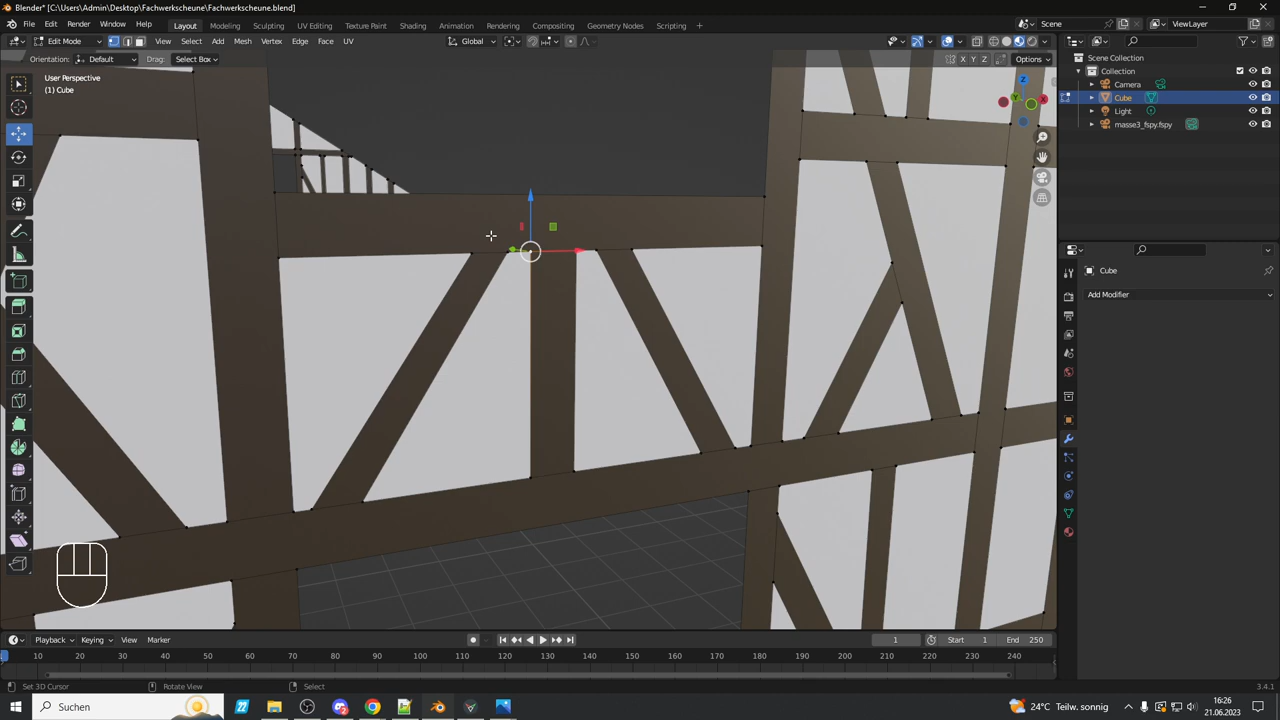 Blender* [C:\Users\Admin\Desktop\Fachwerkscheune\Fachwerkscheune.blend]
File Edit Render Window Help Layout Modeling Sculpting UV Editing Texture Paint Shading Animation Rendering Compositing Geometry Nodes Scripting Scene ViewLayer
Edit Mode View Select Add Mesh Vertex Edge Face UV Global
Orientation: Default Drag: Select Box X Y Z Options
User Perspective
(1) Cube
Z
Y
X
Scene Collection
Collection
Camera
Cube
Light
masse3_fspy.fspy
Cube
Add Modifier
Playback Keying View Marker 1 Start 1 End 250
10 20 30 40 50 60 70 80 90 100 110 120 130 140 150 160 170 180 190 200 210 220 230 240
Set 3D Cursor Rotate View Select 3.4.1
Suchen 24°C Teilw. sonnig 16:26
21.06.2023